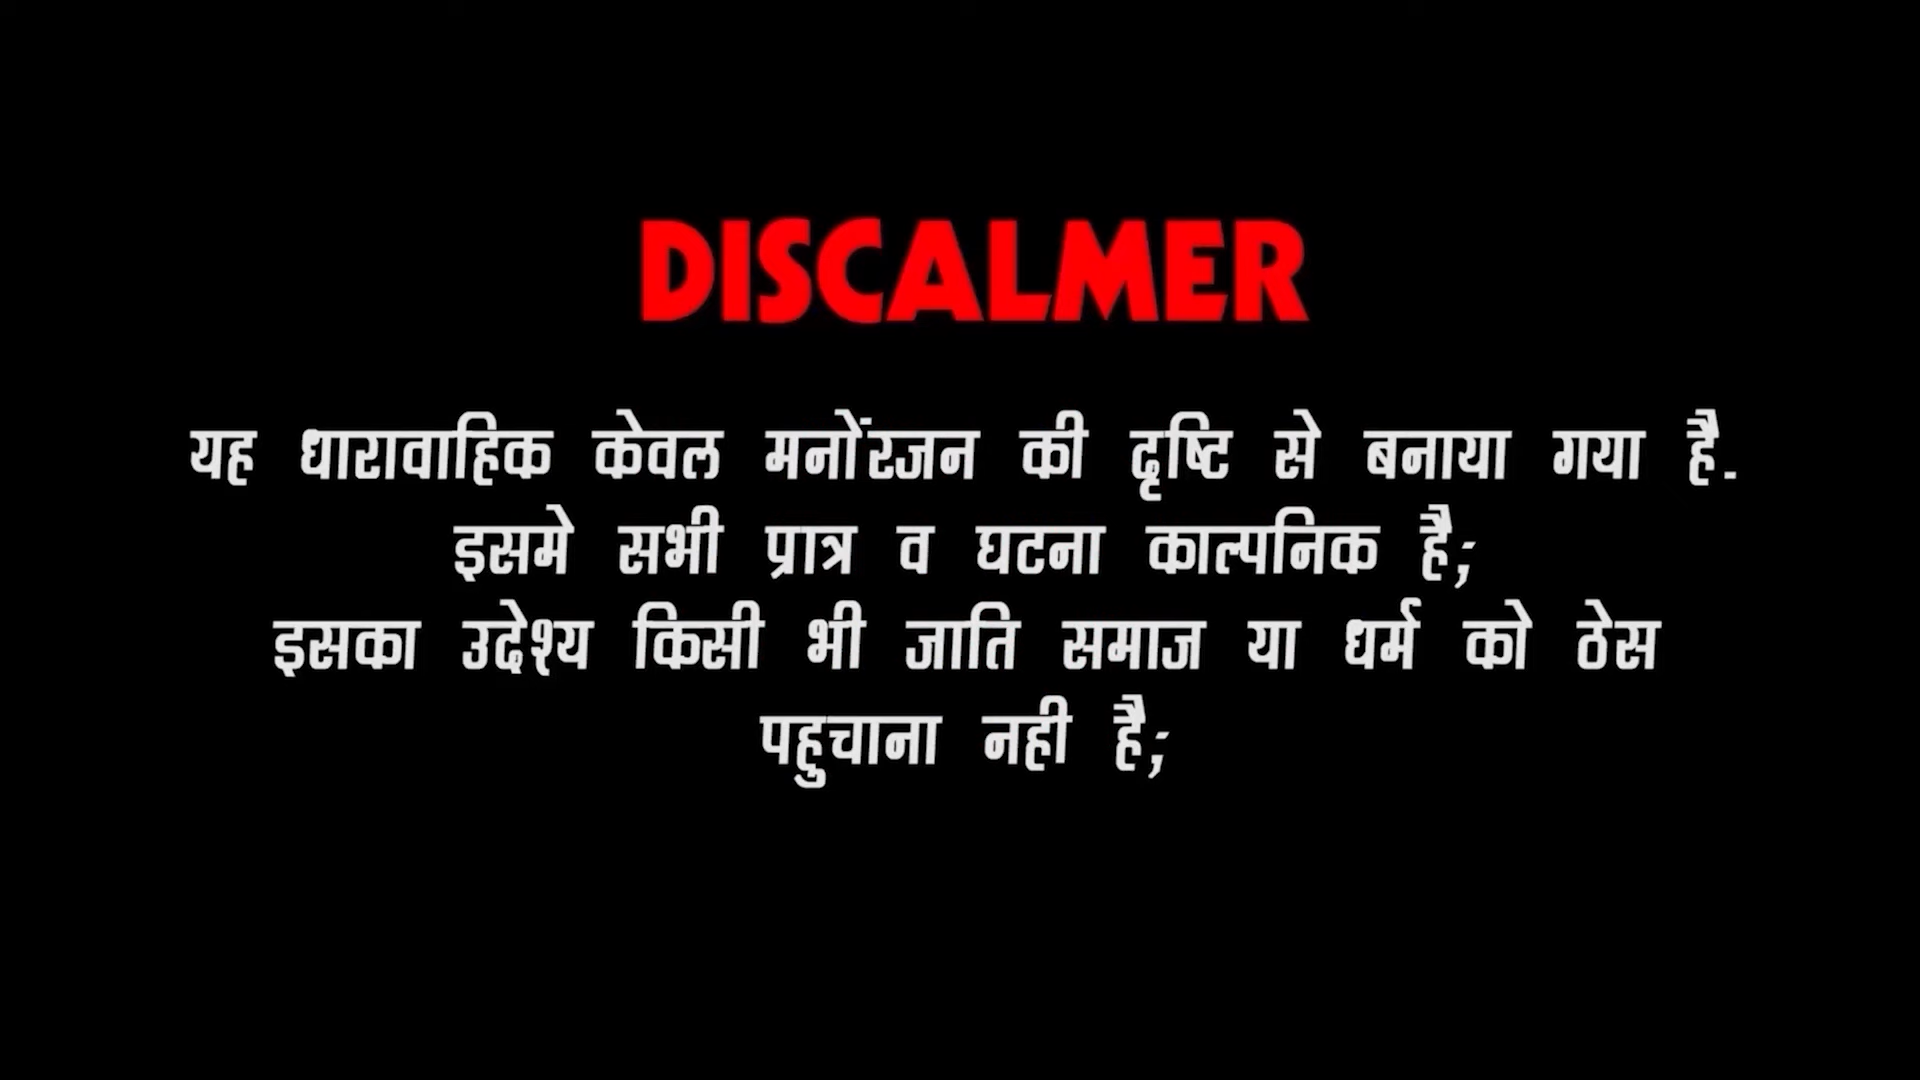 DISCALMER
यह धारावाहिक केवल मनोंरजन की दृष्टि से बनाया गया है.
इसमे सभी प्रात्र व घटना काल्पनिक है;
इसका उदेश्य किसी भी जाति समाज या धर्म को ठेस
पहुचाना नही है;